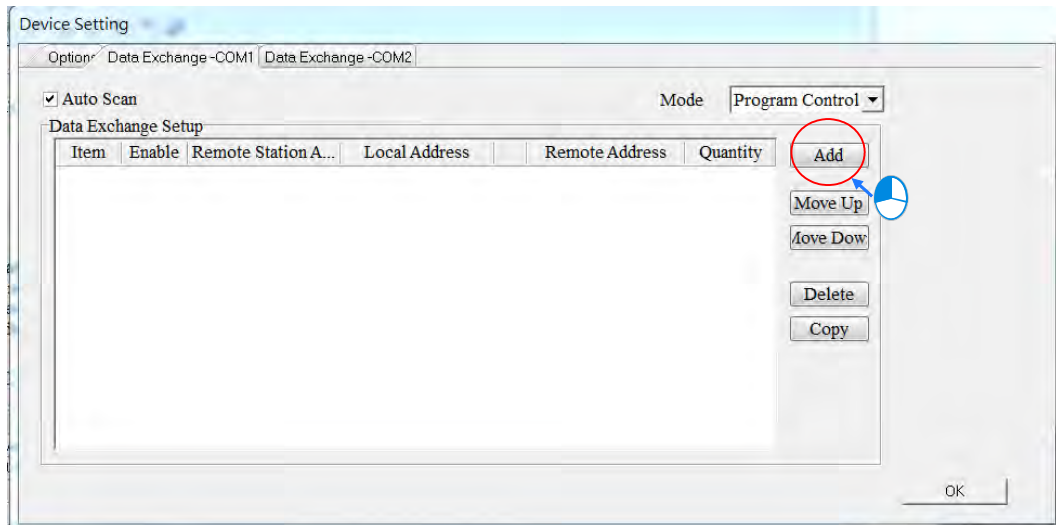 Device Setting
Options Data Exchange -COM1 Data Exchange -COM2
Auto Scan Mode Program Control
Data Exchange Setup
Item Enable Remote Station A... Local Address Remote Address Quantity
Add
Move Up
Move Dow
Delete
Copy
OK